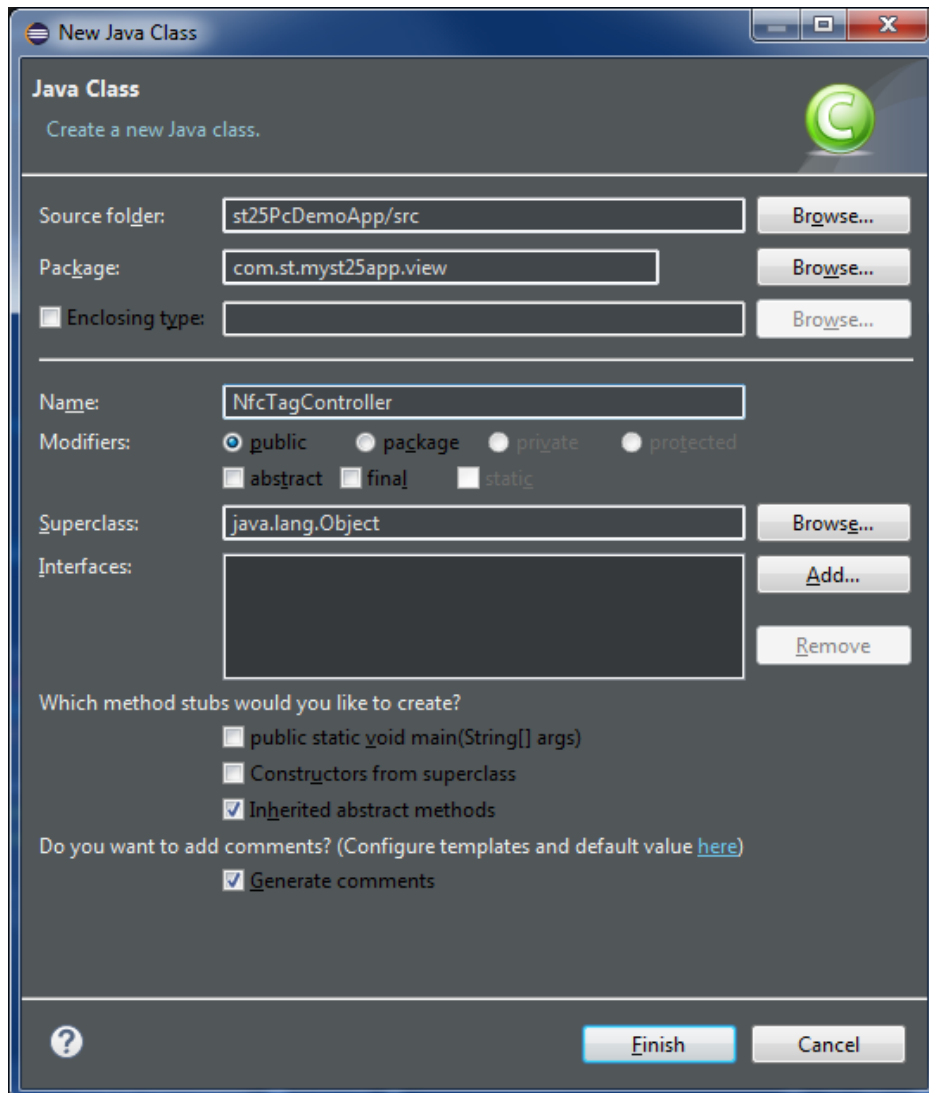 New Java Class
Java Class
Create a new Java class.
Source folder: st25PcDemoApp/src Browse...
Package: com.st.myst25app.view Browse...
Enclosing type: Browse...
Name: NfcTagController
Modifiers: public package private protected
abstract final static
Superclass: java.lang.Object Browse...
Interfaces: Add...
Remove
Which method stubs would you like to create?
public static void main(String[] args)
Constructors from superclass
Inherited abstract methods
Do you want to add comments? (Configure templates and default value here)
Generate comments
Finish Cancel